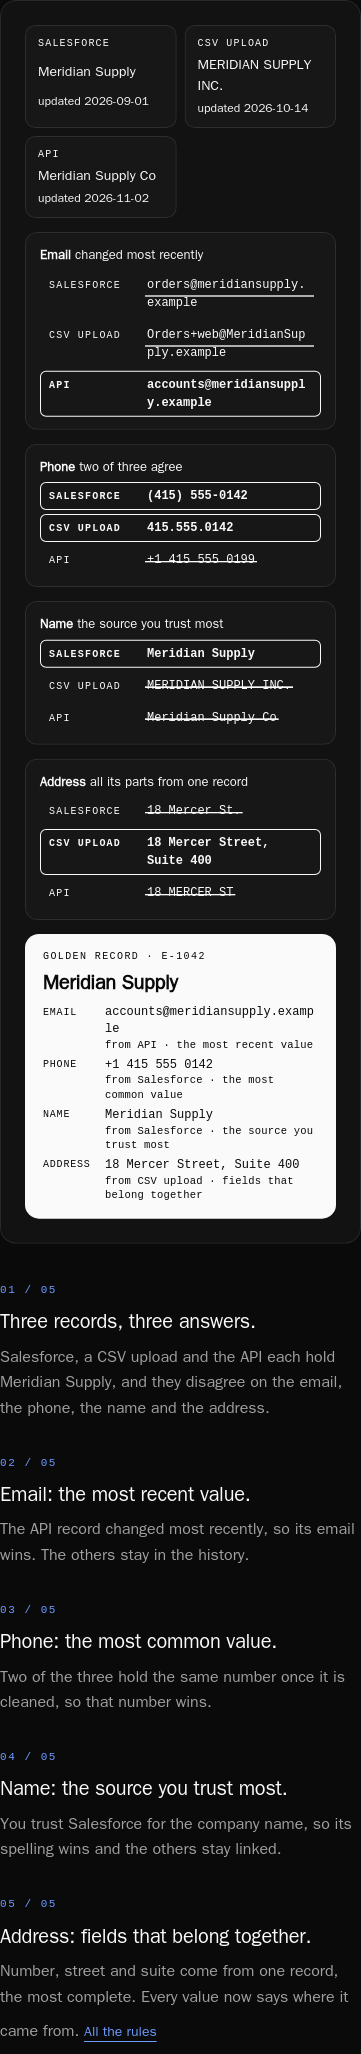 SALESFORCE
Meridian Supply
updated 2026-09-01
CSV UPLOAD
MERIDIAN SUPPLY
INC.
updated 2026-10-14
API
Meridian Supply Co
updated 2026-11-02
Email changed most recently
SALESFORCE orders@meridiansupply.
example
CSV UPLOAD Orders+web@MeridianSup
ply.example
API accounts@meridiansuppl
y.example
Phone two of three agree
SALESFORCE (415) 555-0142
CSV UPLOAD 415.555.0142
API +1 415 555 0199
Name the source you trust most
SALESFORCE Meridian Supply
CSV UPLOAD MERIDIAN SUPPLY INC.
API Meridian Supply Co
Address all its parts from one record
SALESFORCE 18 Mercer St.
CSV UPLOAD 18 Mercer Street,
Suite 400
API 18 MERCER ST
GOLDEN RECORD · E-1042
Meridian Supply
EMAIL accounts@meridiansupply.examp
le
from API · the most recent value
PHONE +1 415 555 0142
from Salesforce · the most
common value
NAME Meridian Supply
from Salesforce · the source you
trust most
ADDRESS 18 Mercer Street, Suite 400
from CSV upload · fields that
belong together
01 / 05
Three records, three answers.
Salesforce, a CSV upload and the API each hold
Meridian Supply, and they disagree on the email,
the phone, the name and the address.
02 / 05
Email: the most recent value.
The API record changed most recently, so its email
wins. The others stay in the history.
03 / 05
Phone: the most common value.
Two of the three hold the same number once it is
cleaned, so that number wins.
04 / 05
Name: the source you trust most.
You trust Salesforce for the company name, so its
spelling wins and the others stay linked.
05 / 05
Address: fields that belong together.
Number, street and suite come from one record,
the most complete. Every value now says where it
came from. All the rules